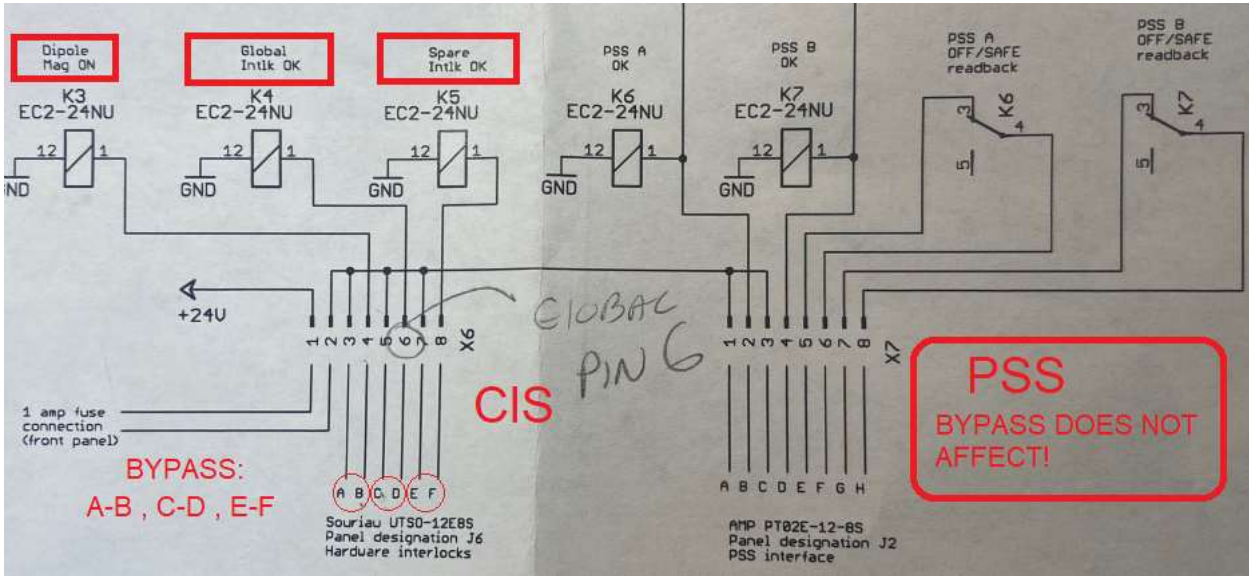 Dipole
Mag ON
Global
Intlk OK
Spare
Intlk OK
PSS A
OK
PSS B
OK
PSS A
OFF/SAFE
readback
PSS B
OFF/SAFE
readback
K3
EC2-24NU
K4
EC2-24NU
K5
EC2-24NU
K6
EC2-24NU
K7
EC2-24NU
3 K6 4
5
3 K7 4
5
12 1
12 1
12 1
12 1
12 1
GND
GND
GND
GND
GND
+24V
1 2 3 4 5 6 7 8 X6
GlOBAL
PIN 6
1 2 3 4 5 6 7 8 X7
CIS
PSS
BYPASS DOES NOT
AFFECT!
1 amp fuse
connection
(front panel)
BYPASS:
A-B , C-D , E-F
A B C D E F
Souriau UTS0-12E8S
Panel designation J6
Hardware interlocks
A B C D E F G H
AMP PT02E-12-8S
Panel designation J2
PSS interface